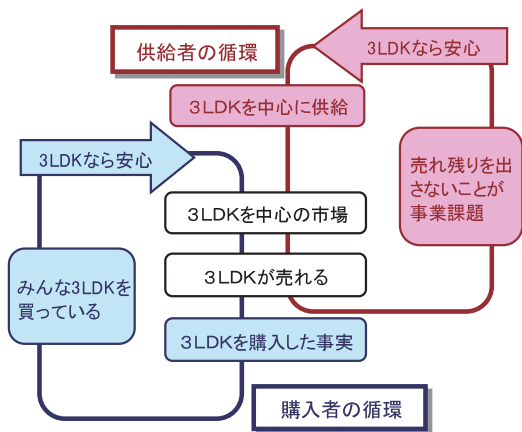 供給者の循環
3LDKなら安心
3LDKを中心に供給
売れ残りを出
さないことが
事業課題
3LDKなら安心
3LDKを中心の市場
3LDKが売れる
みんな3LDKを
買っている
3LDKを購入した事実
購入者の循環